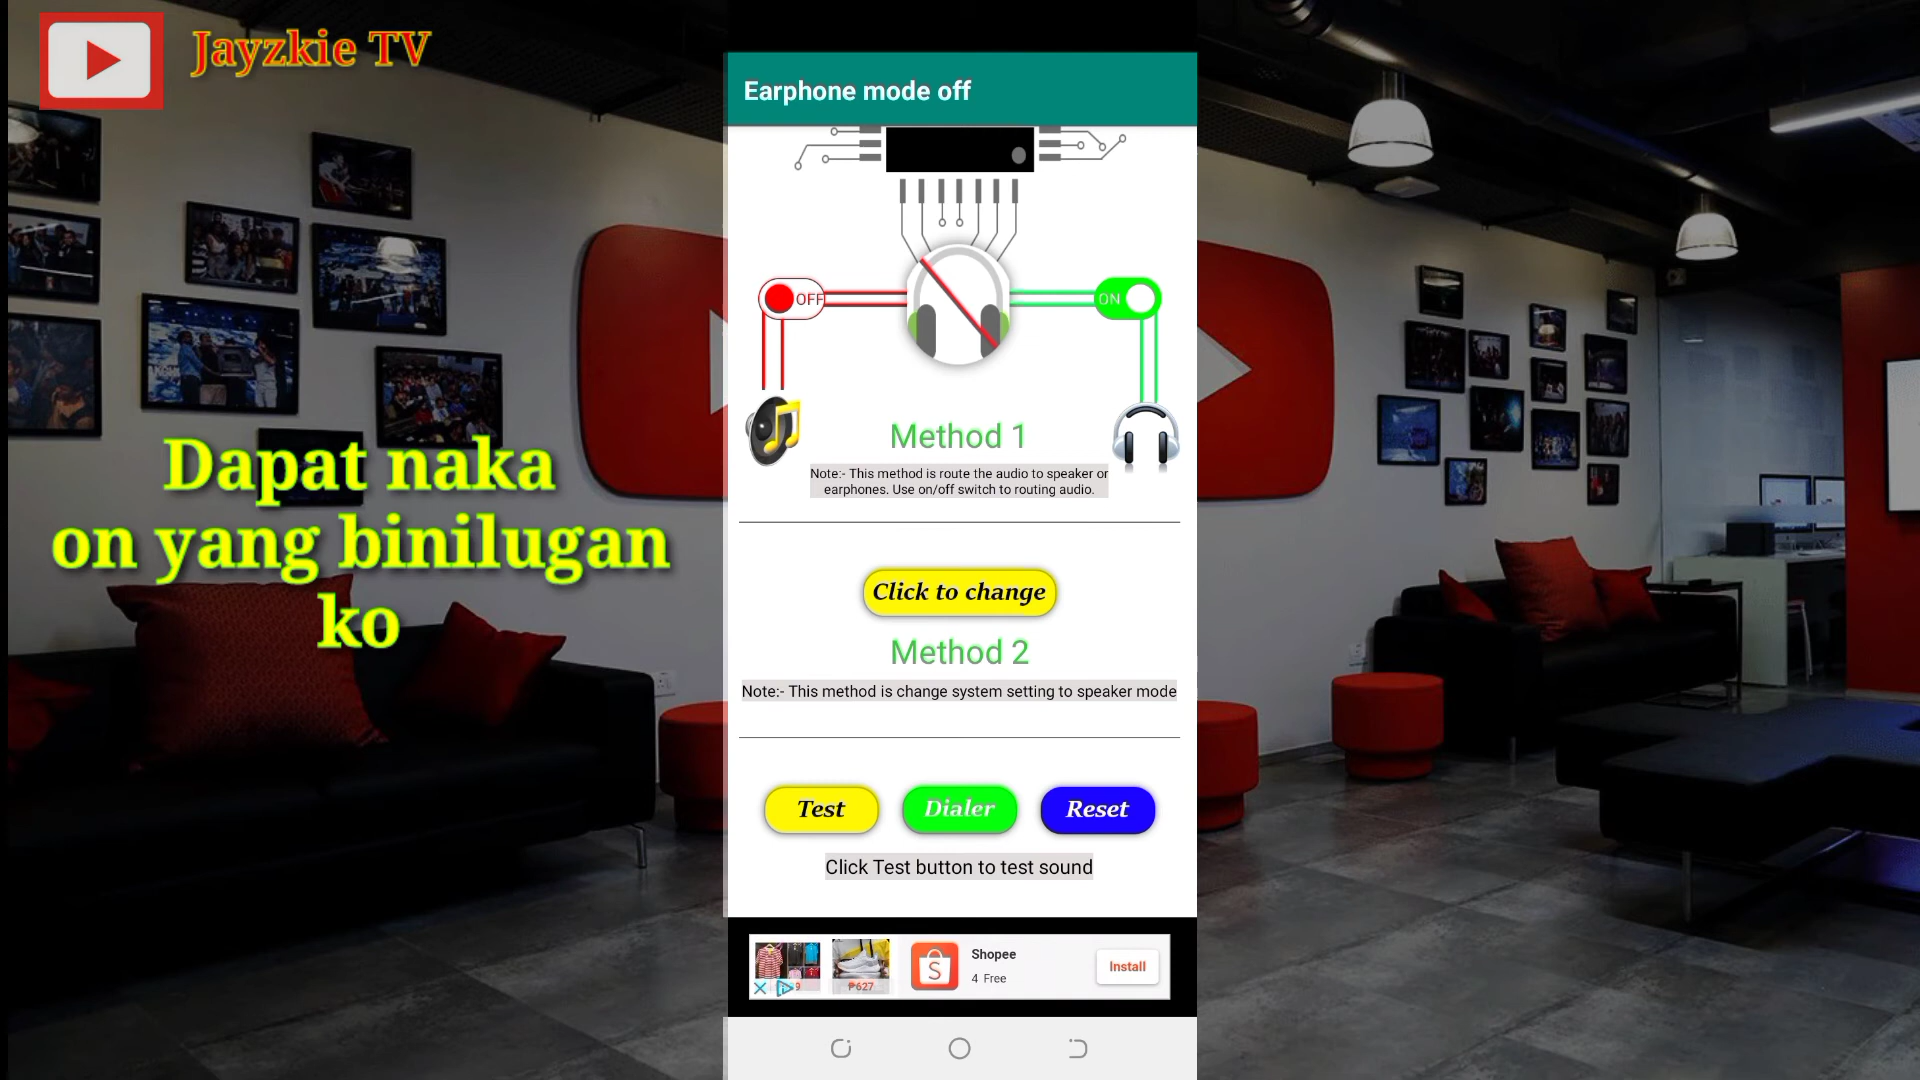 Jayzkie TV
Dapat naka
on yang binilugan
ko
Earphone mode off
OFF
ON
Method 1
Note:- This method is route the audio to speaker or
earphones. Use on/off switch to routing audio.
Click to change
Method 2
Note:- This method is change system setting to speaker mode
Test
Dialer
Reset
Click Test button to test sound
₱627
Shopee
4 Free
Install